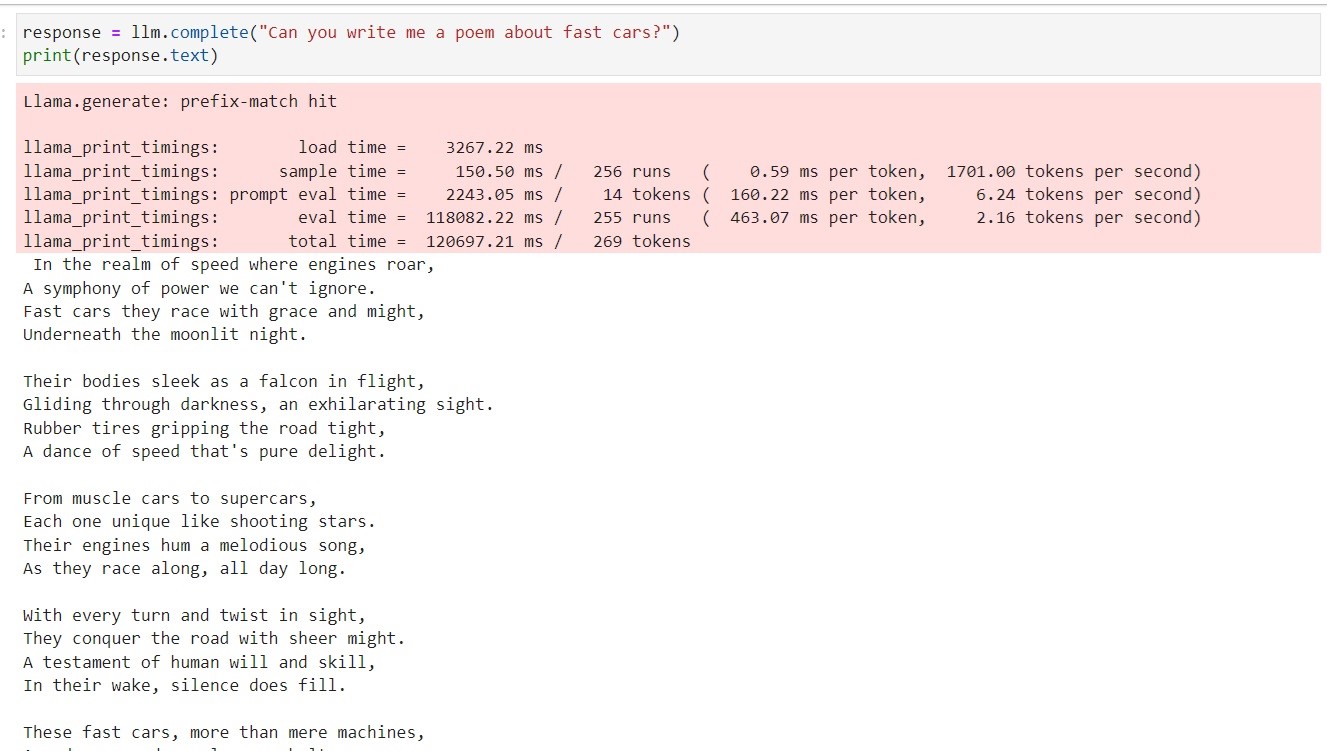 response = llm.complete("Can you write me a poem about fast cars?")
print(response.text)
Llama.generate: prefix-match hit
llama_print_timings:        load time =    3267.22 ms
llama_print_timings:      sample time =     150.50 ms /   256 runs   (    0.59 ms per token,  1701.00 tokens per second)
llama_print_timings: prompt eval time =    2243.05 ms /    14 tokens (  160.22 ms per token,     6.24 tokens per second)
llama_print_timings:        eval time =  118082.22 ms /   255 runs   (  463.07 ms per token,     2.16 tokens per second)
llama_print_timings:       total time =  120697.21 ms /   269 tokens
In the realm of speed where engines roar,
A symphony of power we can't ignore.
Fast cars they race with grace and might,
Underneath the moonlit night.
Their bodies sleek as a falcon in flight,
Gliding through darkness, an exhilarating sight.
Rubber tires gripping the road tight,
A dance of speed that's pure delight.
From muscle cars to supercars,
Each one unique like shooting stars.
Their engines hum a melodious song,
As they race along, all day long.
With every turn and twist in sight,
They conquer the road with sheer might.
A testament of human will and skill,
In their wake, silence does fill.
These fast cars, more than mere machines,